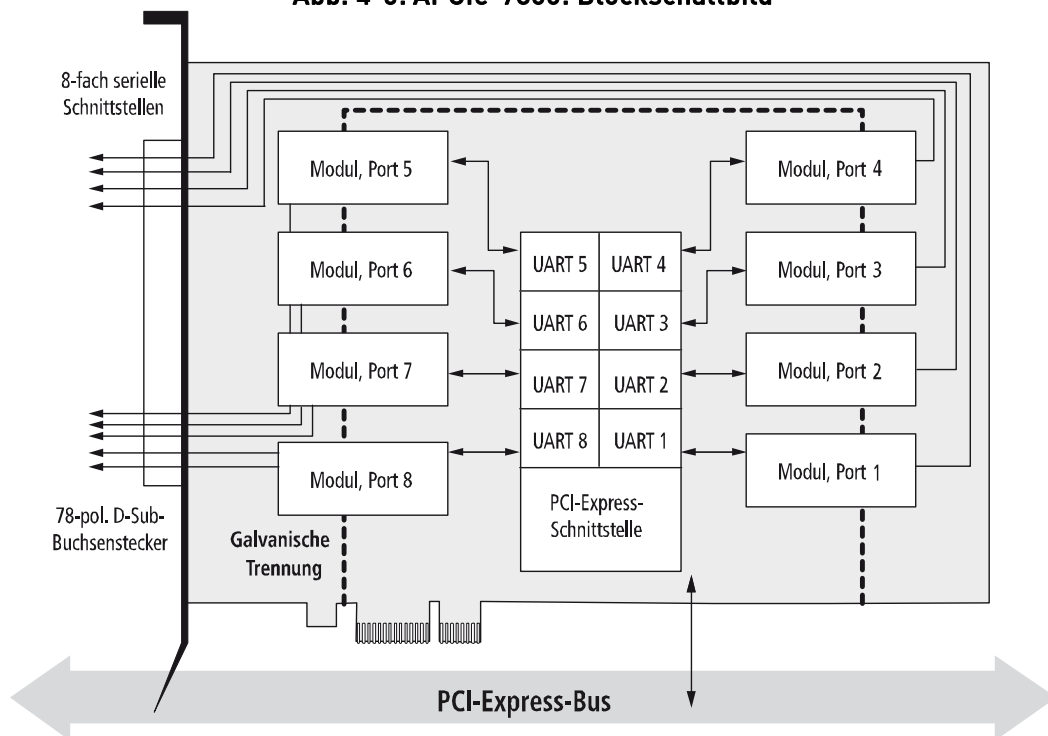 8-fach serielle
Schnittstellen
Modul, Port 5
Modul, Port 4
Modul, Port 6
UART 5
UART 4
Modul, Port 3
UART 6
UART 3
Modul, Port 7
UART 7
UART 2
Modul, Port 2
UART 8
UART 1
Modul, Port 8
Modul, Port 1
78-pol. D-Sub-
Buchsenstecker
Galvanische
Trennung
PCI-Express-
Schnittstelle
PCI-Express-Bus